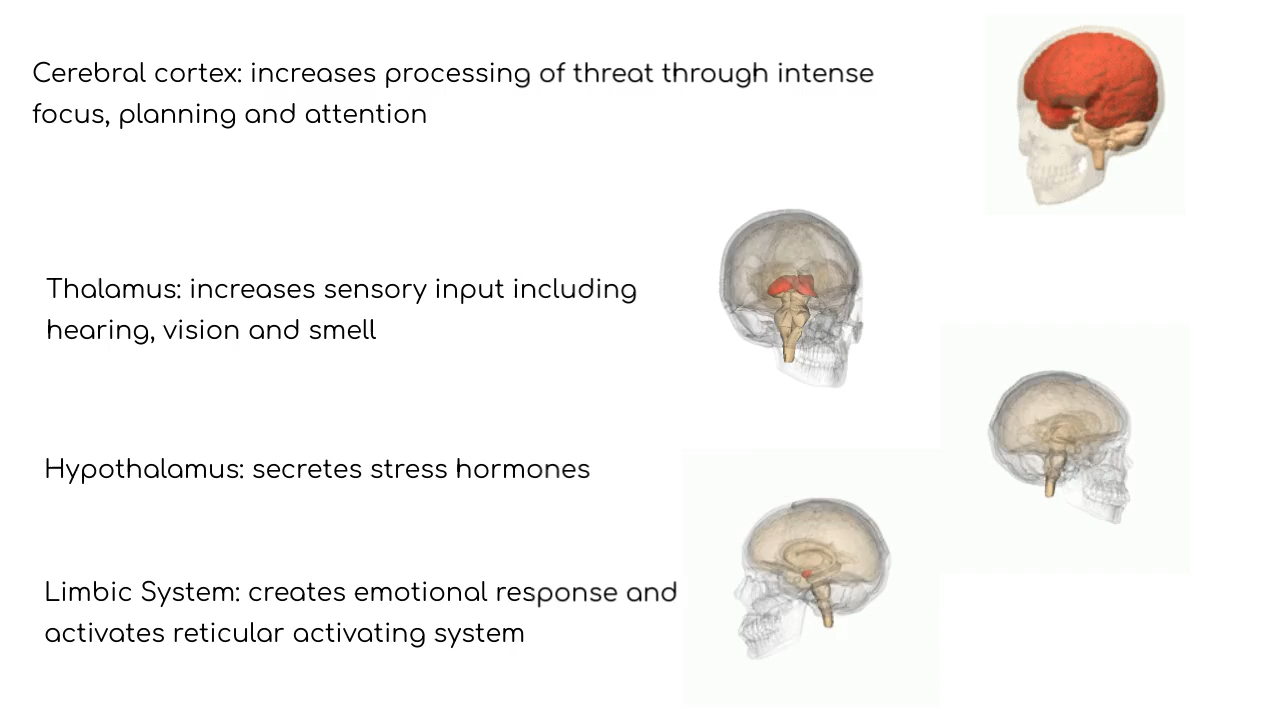 Cerebral cortex: increases processing of threat through intense
focus, planning and attention
Thalamus: increases sensory input including
hearing, vision and smell
Hypothalamus: secretes stress hormones
Limbic System: creates emotional response and
activates reticular activating system